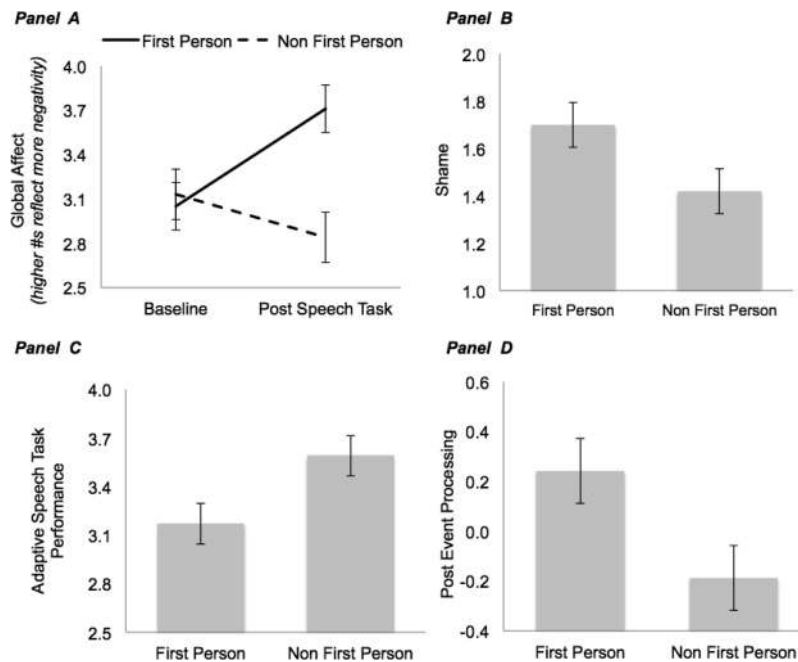 Panel A
First Person
Non First Person
Global Affect
(higher #s reflect more negativity)
4.0
3.7
3.4
3.1
2.8
2.5
Baseline
Post Speech Task
Panel B
Shame
2.0
1.8
1.6
1.4
1.2
1.0
First Person
Non First Person
Panel C
Adaptive Speech Task
Performance
4.0
3.7
3.4
3.1
2.8
2.5
First Person
Non First Person
Panel D
Post Event Processing
0.6
0.4
0.2
0.0
-0.2
-0.4
First Person
Non First Person